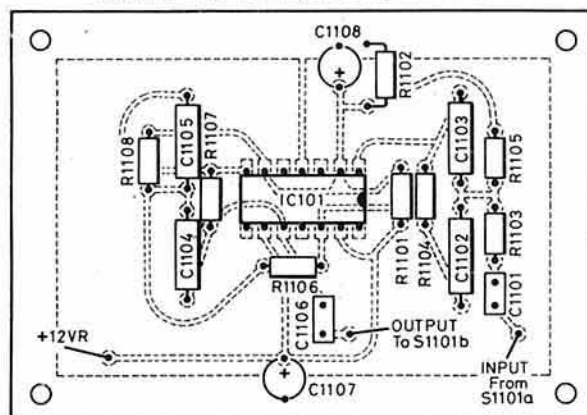 C1108
+
R1102
R1107
C1105
R1108
C1103
R1105
IC101
R1103
C1104
R1101
R1104
C1102
C1101
R1106
C1106
+12VR
OUTPUT
To S1101b
INPUT
From
S1101a
+
C1107